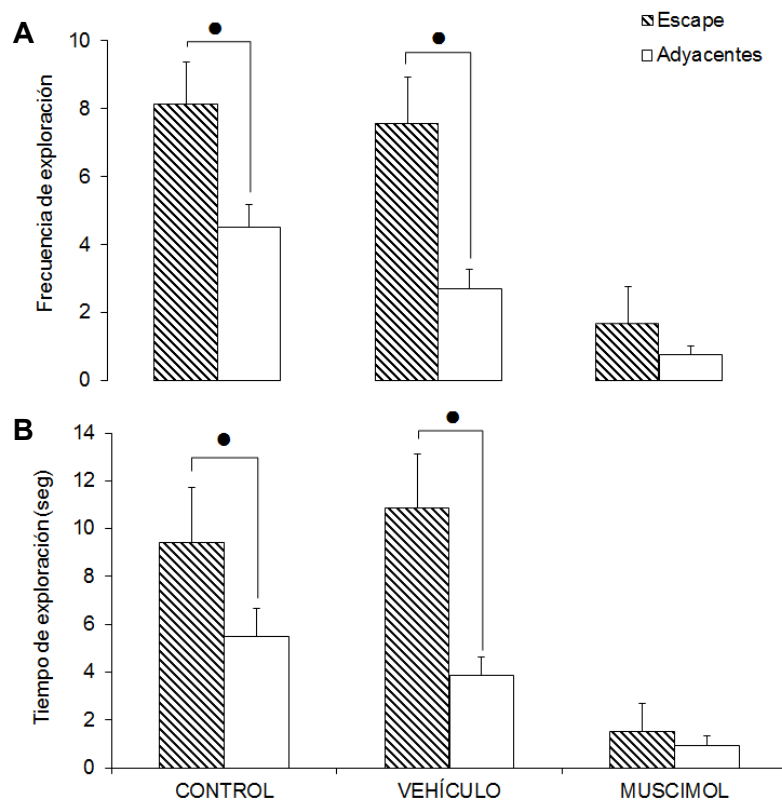 A
Escape
Adyacentes
Frecuencia de exploración
10
8
6
4
2
0
B
Tiempo de exploración (seg)
14
12
10
8
6
4
2
0
CONTROL VEHÍCULO MUSCIMOL